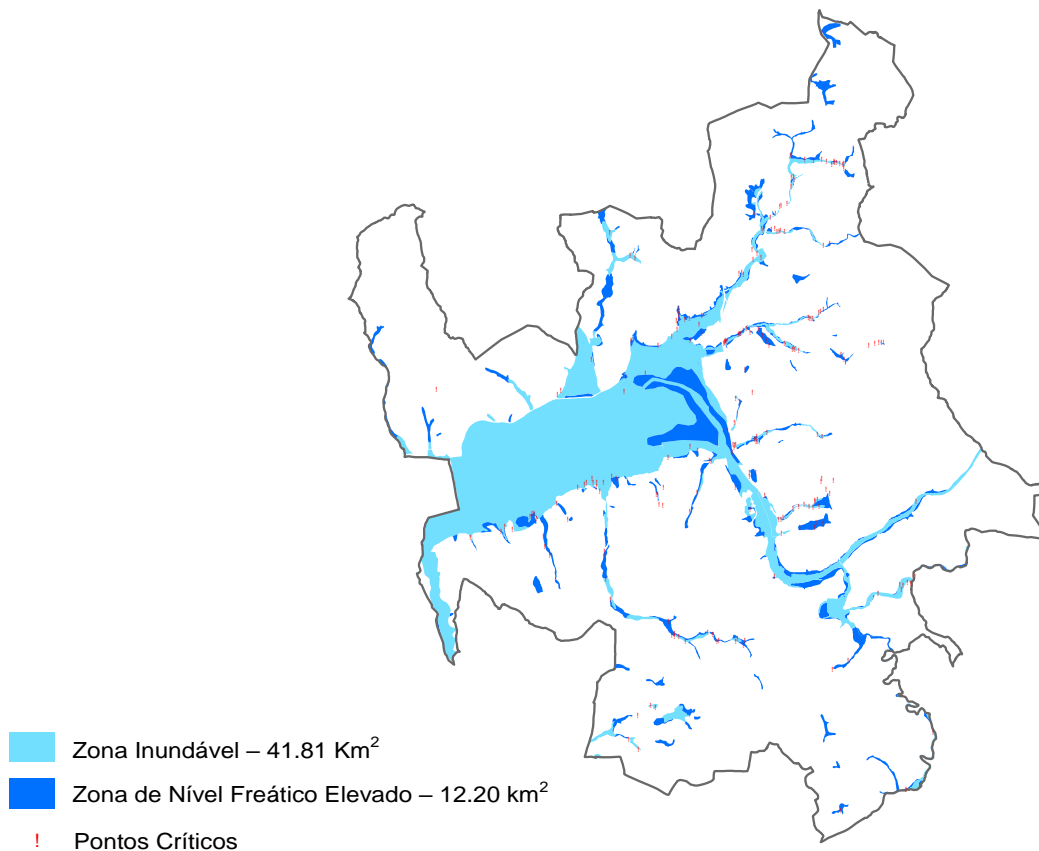 Zona Inundável – 41.81 Km²
Zona de Nível Freático Elevado – 12.20 km²
! Pontos Críticos